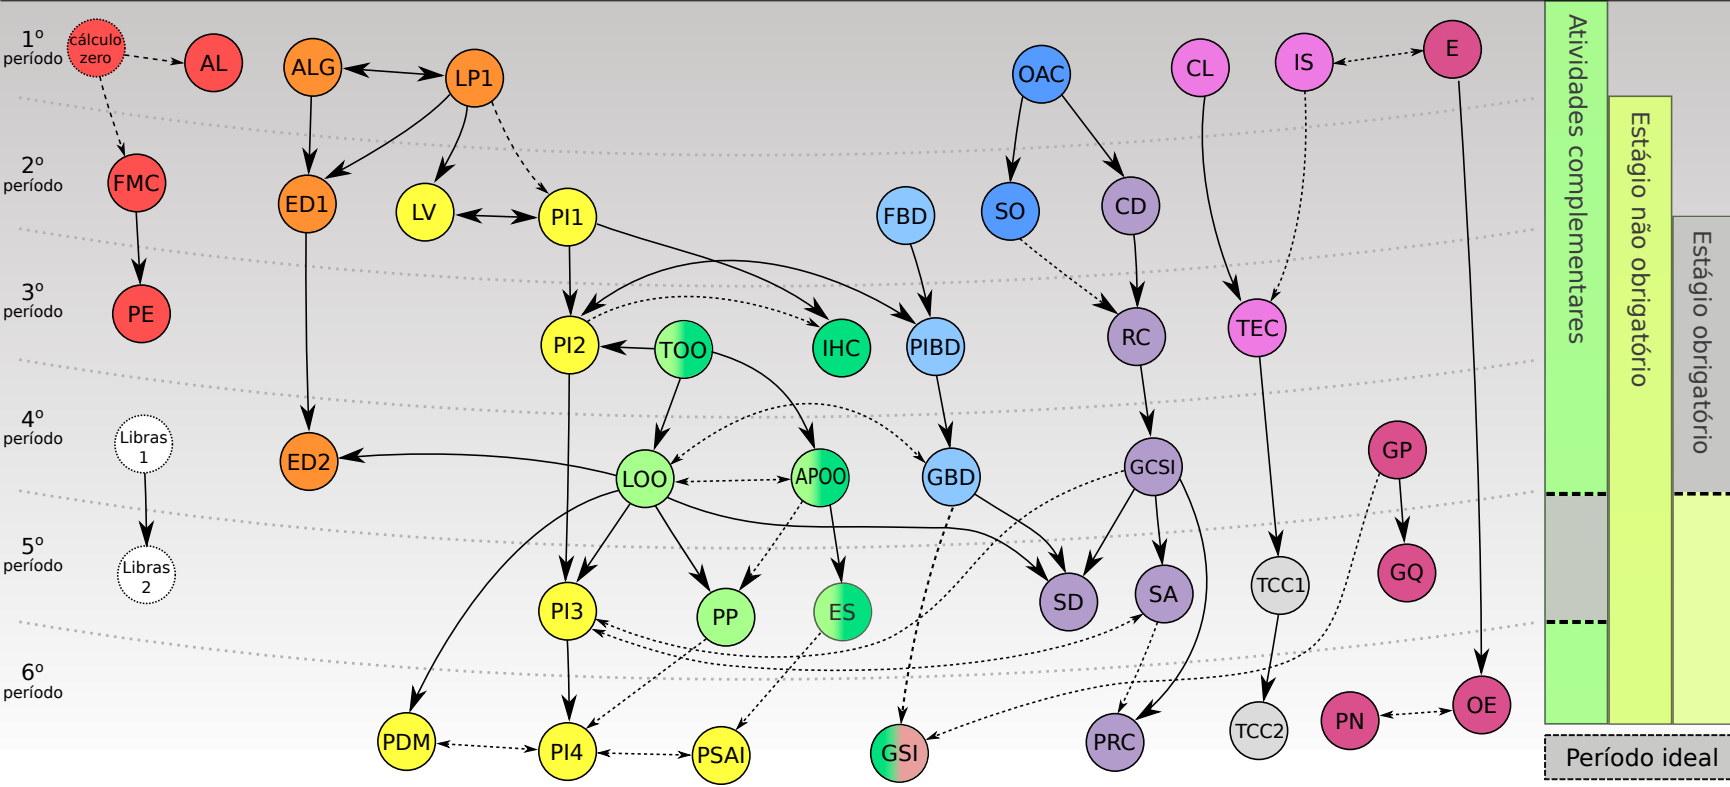 1º
período
cálculo
zero
AL
ALG
LP1
OAC
CL
IS
E
2º
período
FMC
ED1
LV
PI1
FBD
SO
CD
3º
período
PE
PI2
TOO
IHC
PIBD
RC
TEC
4º
período
Libras
1
ED2
LOO
APOO
GBD
GCSI
GP
5º
período
Libras
2
PI3
PP
ES
SD
SA
TCC1
GQ
6º
período
PDM
PI4
PSAI
GSI
PRC
TCC2
PN
OE
Atividades complementares
Estágio não obrigatório
Estágio obrigatório
Período ideal